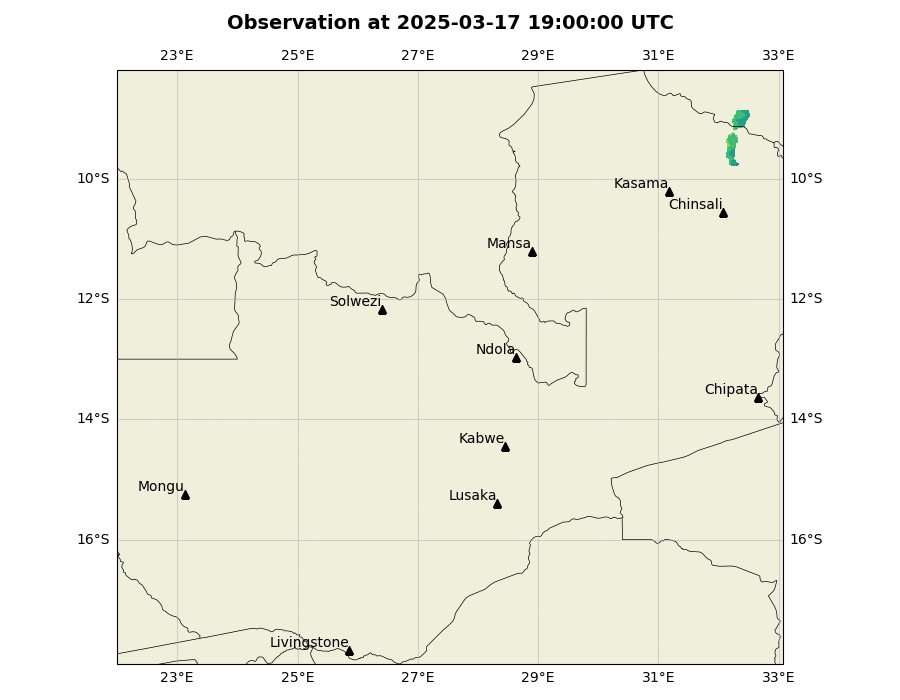 Observation at 2025-03-17 19:00:00 UTC
23°E 25°E 27°E 29°E 31°E 33°E
10°S 10°S
Kasama
Chinsali
Mansa
12°S 12°S
Solwezi
Ndola
Chipata
14°S 14°S
Kabwe
Mongu
Lusaka
16°S 16°S
Livingstone
23°E 25°E 27°E 29°E 31°E 33°E